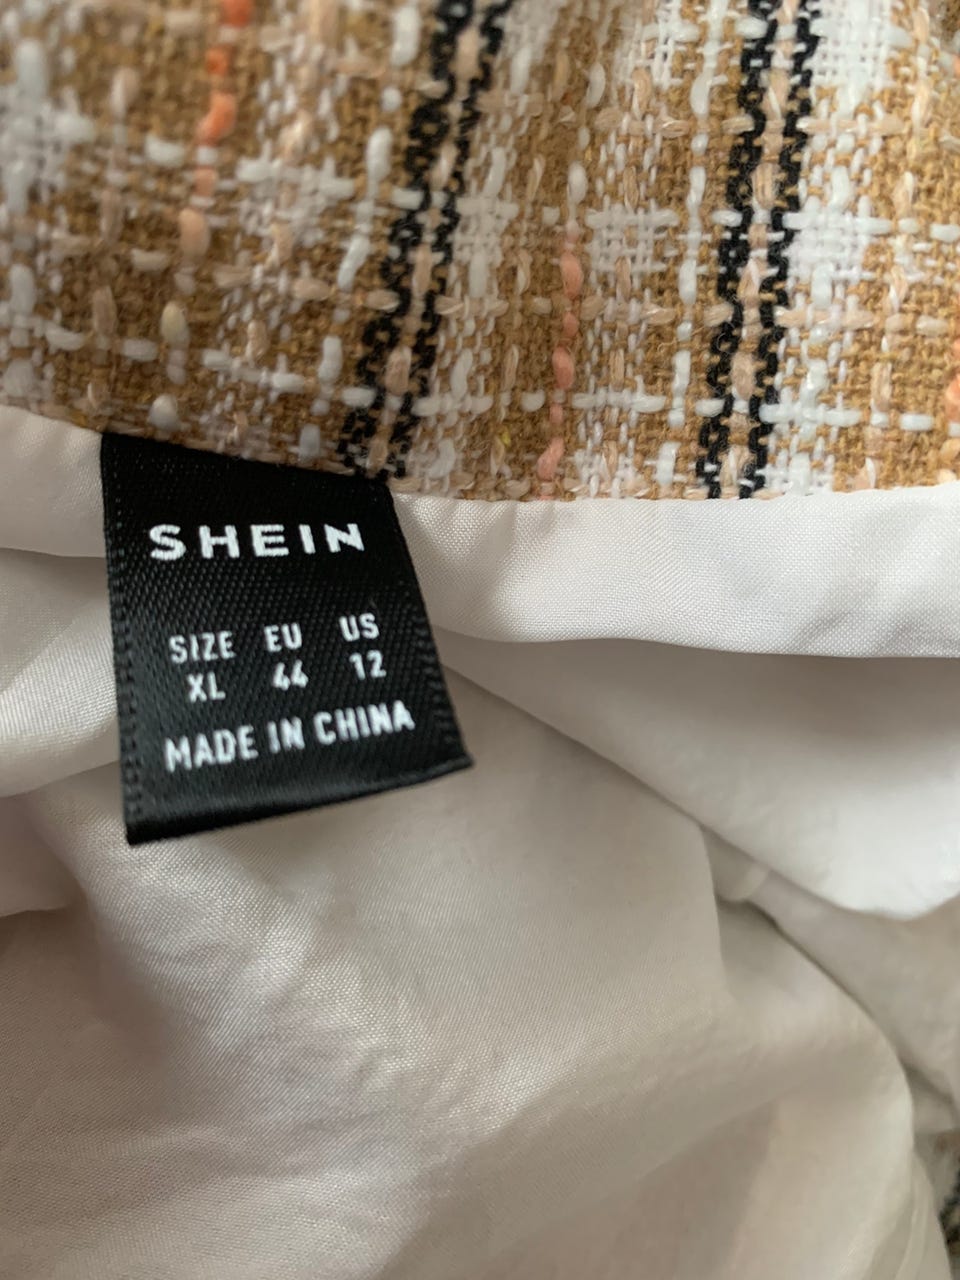 SHEIN
SIZE EU US
XL 44 12
MADE IN CHINA